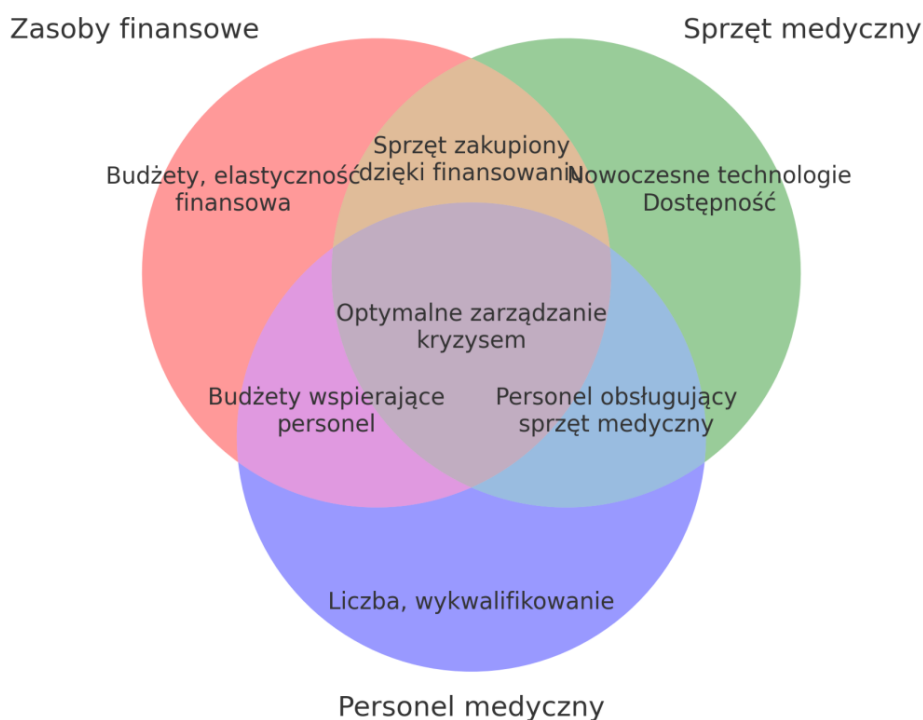 Zasoby finansowe
Sprzęt medyczny
Sprzęt zakupiony
dzięki finansowaniu
Budżety, elastyczność
finansowa
Nowoczesne technologie
Dostępność
Optymalne zarządzanie
kryzysem
Budżety wspierające
personel
Personel obsługujący
sprzęt medyczny
Liczba, wykwalifikowanie
Personel medyczny